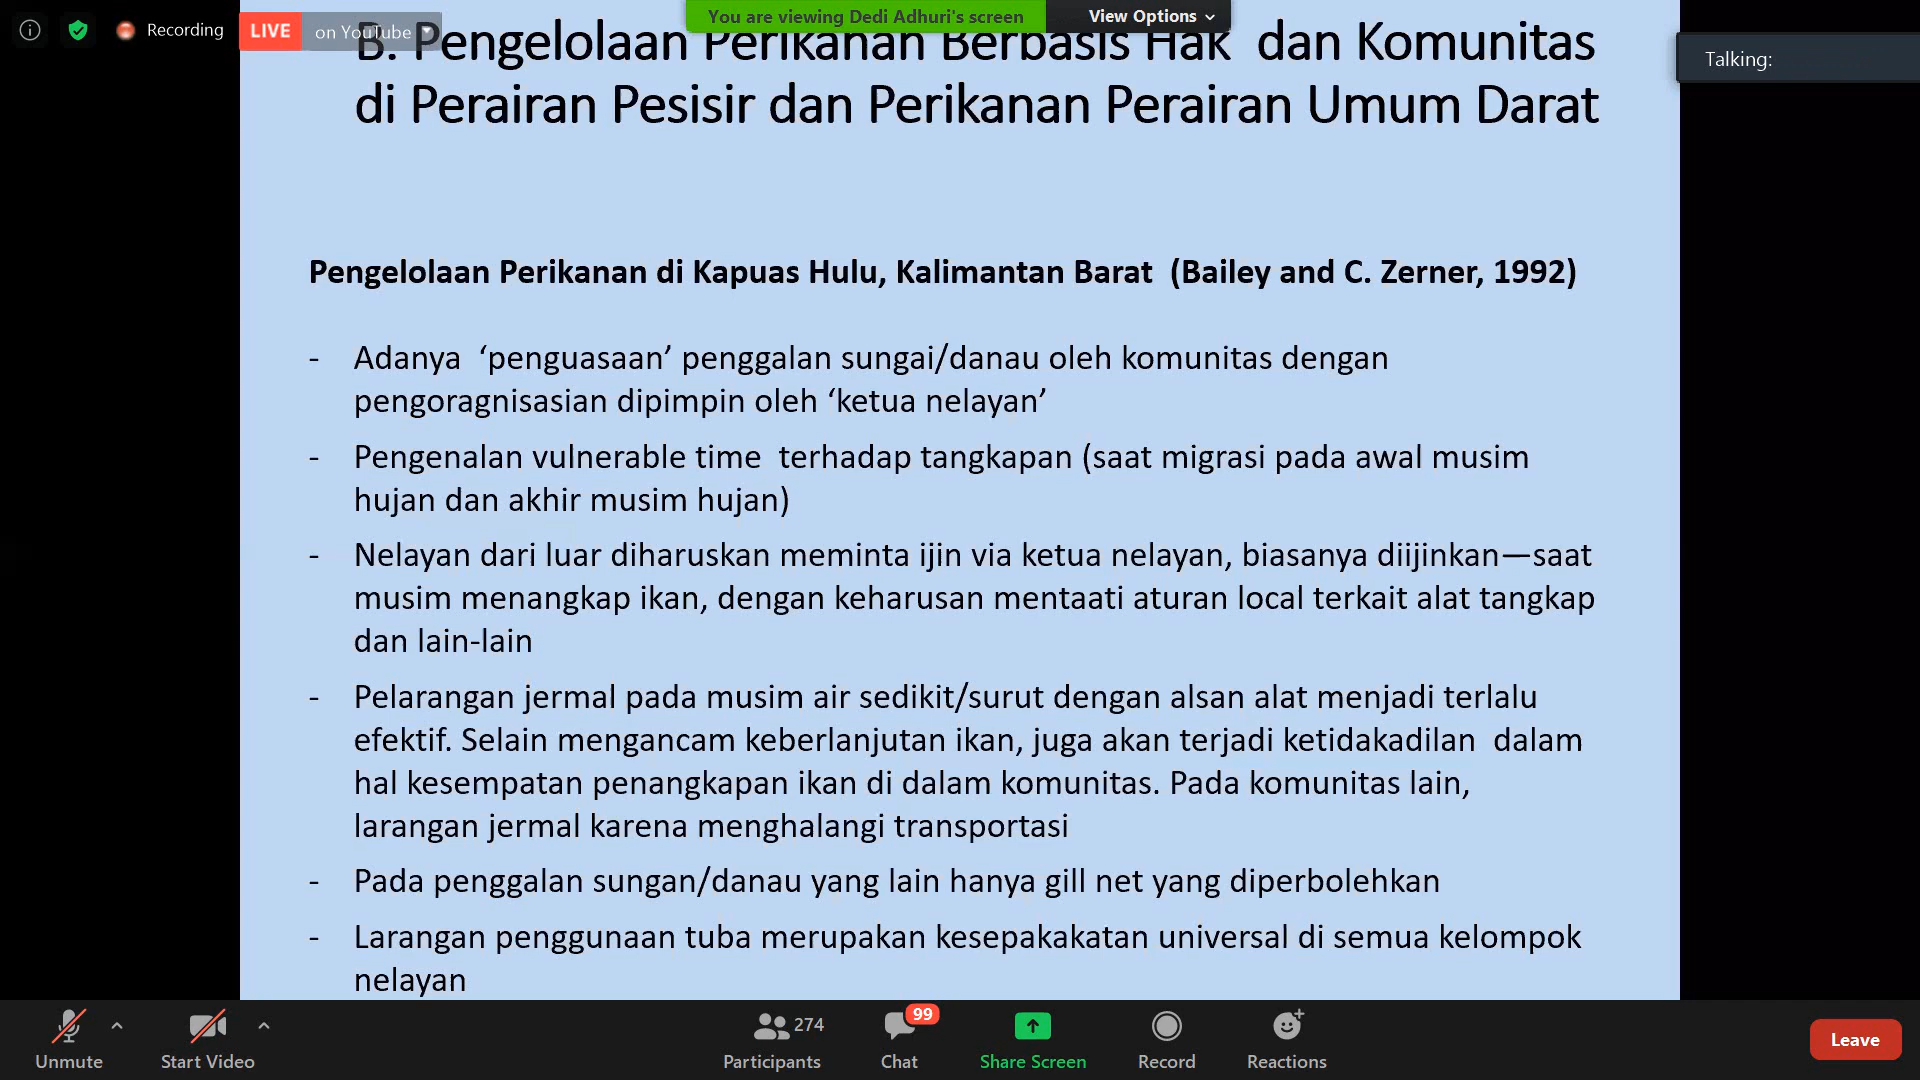 You are viewing Dedi Adhuri's screen
View Options
Recording
LIVE
on YouTube
Talking:
B. Pengelolaan Perikanan Berbasis Hak dan Komunitas
di Perairan Pesisir dan Perikanan Perairan Umum Darat
Pengelolaan Perikanan di Kapuas Hulu, Kalimantan Barat (Bailey and C. Zerner, 1992)
- Adanya ‘penguasaan’ penggalan sungai/danau oleh komunitas dengan
pengoragnisasian dipimpin oleh ‘ketua nelayan’
- Pengenalan vulnerable time terhadap tangkapan (saat migrasi pada awal musim
hujan dan akhir musim hujan)
- Nelayan dari luar diharuskan meminta ijin via ketua nelayan, biasanya diijinkan—saat
musim menangkap ikan, dengan keharusan mentaati aturan local terkait alat tangkap
dan lain-lain
- Pelarangan jermal pada musim air sedikit/surut dengan alsan alat menjadi terlalu
efektif. Selain mengancam keberlanjutan ikan, juga akan terjadi ketidakadilan dalam
hal kesempatan penangkapan ikan di dalam komunitas. Pada komunitas lain,
larangan jermal karena menghalangi transportasi
- Pada penggalan sungan/danau yang lain hanya gill net yang diperbolehkan
- Larangan penggunaan tuba merupakan kesepakakatan universal di semua kelompok
nelayan
Unmute
Start Video
274
Participants
99
Chat
Share Screen
Record
Reactions
Leave